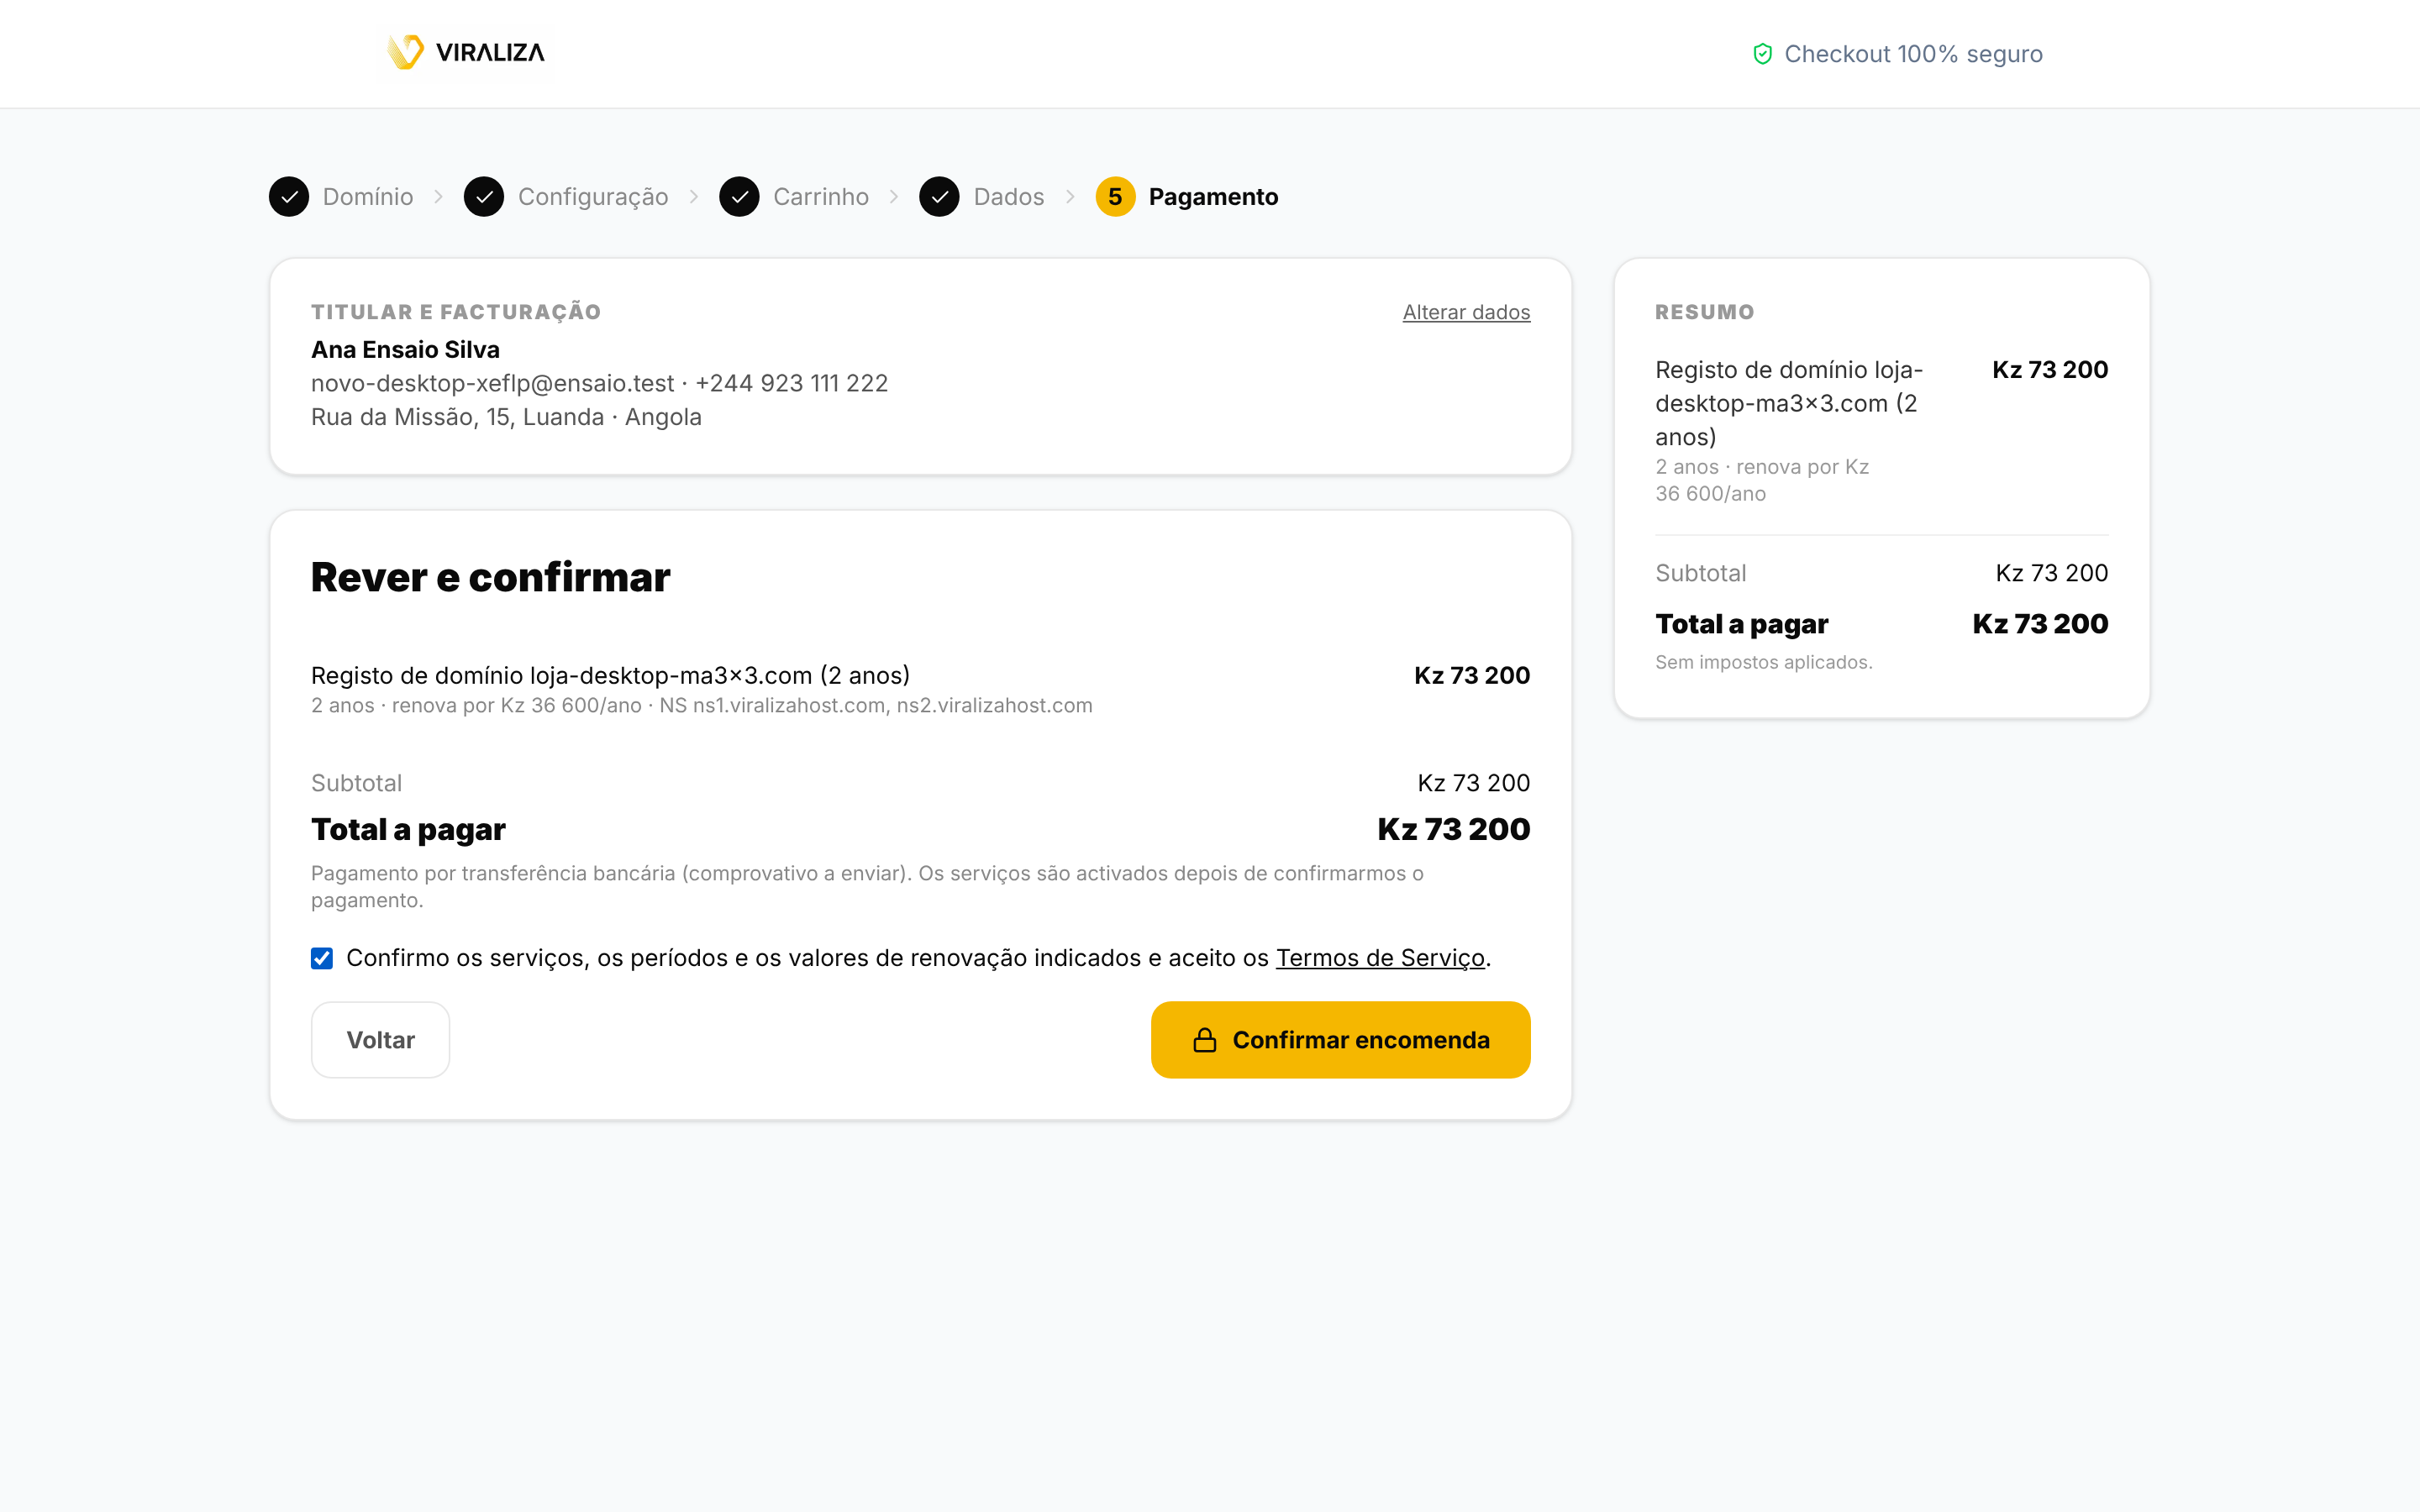 VIRALIZA
Checkout 100% seguro
Domínio
Configuração
Carrinho
Dados
5 Pagamento
TITULAR E FACTURAÇÃO
Alterar dados
Ana Ensaio Silva
novo-desktop-xeflp@ensaio.test · +244 923 111 222
Rua da Missão, 15, Luanda · Angola
Rever e confirmar
Registo de domínio loja-desktop-ma3×3.com (2 anos) Kz 73 200
2 anos · renova por Kz 36 600/ano · NS ns1.viralizahost.com, ns2.viralizahost.com
Subtotal Kz 73 200
Total a pagar Kz 73 200
Pagamento por transferência bancária (comprovativo a enviar). Os serviços são activados depois de confirmarmos o
pagamento.
Confirmo os serviços, os períodos e os valores de renovação indicados e aceito os Termos de Serviço.
Voltar
Confirmar encomenda
RESUMO
Registo de domínio loja- Kz 73 200
desktop-ma3×3.com (2
anos)
2 anos · renova por Kz
36 600/ano
Subtotal Kz 73 200
Total a pagar Kz 73 200
Sem impostos aplicados.